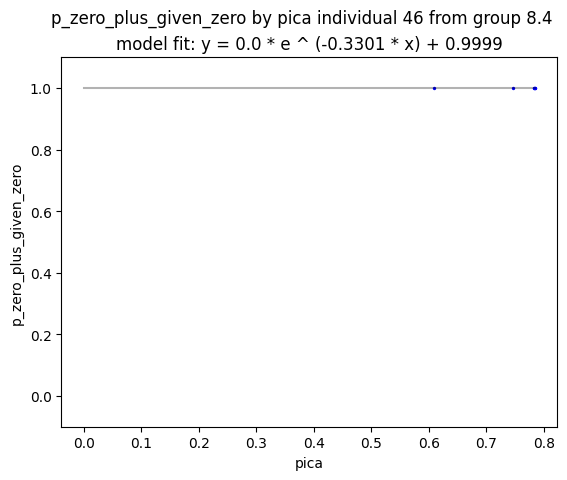 p_zero_plus_given_zero by pica individual 46 from group 8.4
model fit: y = 0.0 * e ^ (-0.3301 * x) + 0.9999
1.0
0.8
0.6
0.4
0.2
0.0
p_zero_plus_given_zero
0.0 0.1 0.2 0.3 0.4 0.5 0.6 0.7 0.8
pica